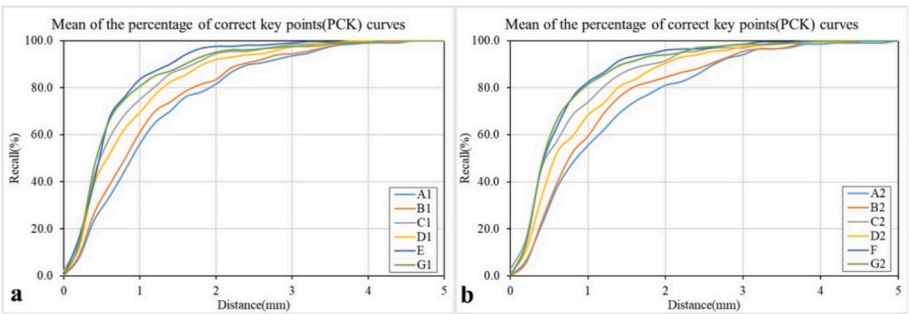 Mean of the percentage of correct key points(PCK) curves
100.0
80.0
60.0
40.0
20.0
0.0
Recall(%)
0 1 2 3 4 5
Distance(mm)
A1
B1
C1
D1
E
G1
a
Mean of the percentage of correct key points(PCK) curves
100.0
80.0
60.0
40.0
20.0
0.0
Recall(%)
0 1 2 3 4 5
Distance(mm)
A2
B2
C2
D2
F
G2
b